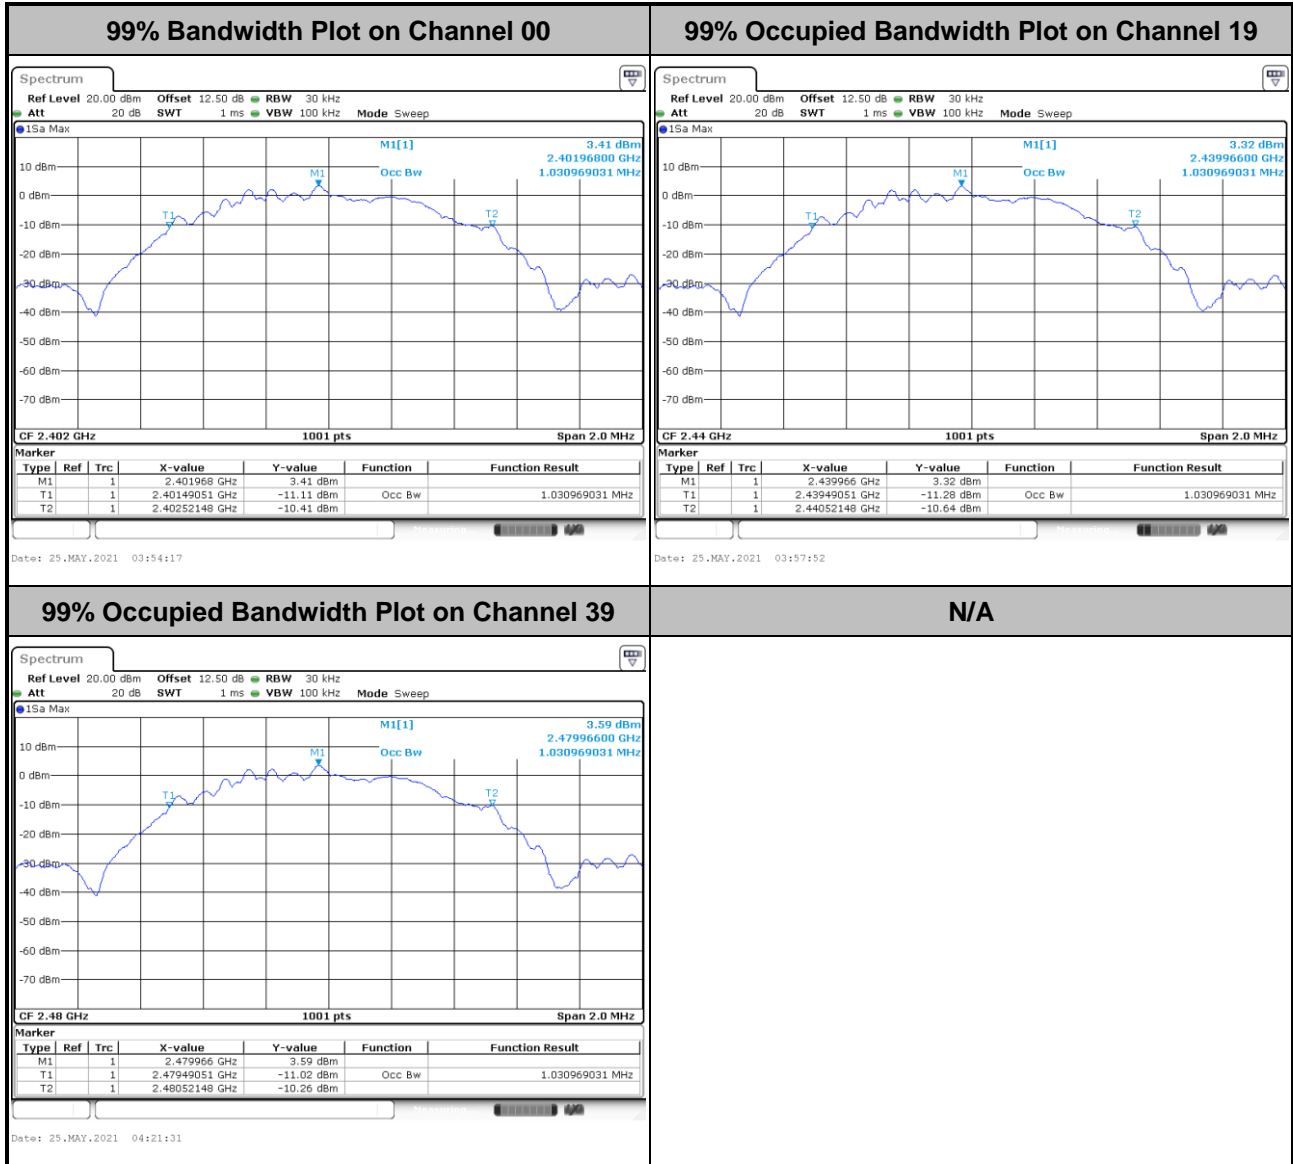 99% Bandwidth Plot on Channel 00
Spectrum
Ref Level 20.00 dBm Offset 12.50 dB RBW 30 kHz
Att 20 dB SWT 1 ms VBW 100 kHz Mode Sweep
1Sa Max
M1[1] 3.41 dBm
2.40196800 GHz
Occ Bw 1.030969031 MHz
M1
T1
T2
10 dBm
0 dBm
-10 dBm
-20 dBm
-30 dBm
-40 dBm
-50 dBm
-60 dBm
-70 dBm
CF 2.402 GHz 1001 pts Span 2.0 MHz
Marker
Type Ref Trc X-value Y-value Function Function Result
M1 1 2.401968 GHz 3.41 dBm
T1 1 2.40149051 GHz -11.11 dBm Occ Bw 1.030969031 MHz
T2 1 2.40252148 GHz -10.41 dBm
Date: 25.MAY.2021 03:54:17
99% Occupied Bandwidth Plot on Channel 19
Spectrum
Ref Level 20.00 dBm Offset 12.50 dB RBW 30 kHz
Att 20 dB SWT 1 ms VBW 100 kHz Mode Sweep
1Sa Max
M1[1] 3.32 dBm
2.43996600 GHz
Occ Bw 1.030969031 MHz
M1
T1
T2
10 dBm
0 dBm
-10 dBm
-20 dBm
-30 dBm
-40 dBm
-50 dBm
-60 dBm
-70 dBm
CF 2.44 GHz 1001 pts Span 2.0 MHz
Marker
Type Ref Trc X-value Y-value Function Function Result
M1 1 2.439966 GHz 3.32 dBm
T1 1 2.43949051 GHz -11.28 dBm Occ Bw 1.030969031 MHz
T2 1 2.44052148 GHz -10.64 dBm
Date: 25.MAY.2021 03:57:52
99% Occupied Bandwidth Plot on Channel 39
Spectrum
Ref Level 20.00 dBm Offset 12.50 dB RBW 30 kHz
Att 20 dB SWT 1 ms VBW 100 kHz Mode Sweep
1Sa Max
M1[1] 3.59 dBm
2.47996600 GHz
Occ Bw 1.030969031 MHz
M1
T1
T2
10 dBm
0 dBm
-10 dBm
-20 dBm
-30 dBm
-40 dBm
-50 dBm
-60 dBm
-70 dBm
CF 2.48 GHz 1001 pts Span 2.0 MHz
Marker
Type Ref Trc X-value Y-value Function Function Result
M1 1 2.479966 GHz 3.59 dBm
T1 1 2.47949051 GHz -11.02 dBm Occ Bw 1.030969031 MHz
T2 1 2.48052148 GHz -10.26 dBm
Date: 25.MAY.2021 04:21:31
N/A